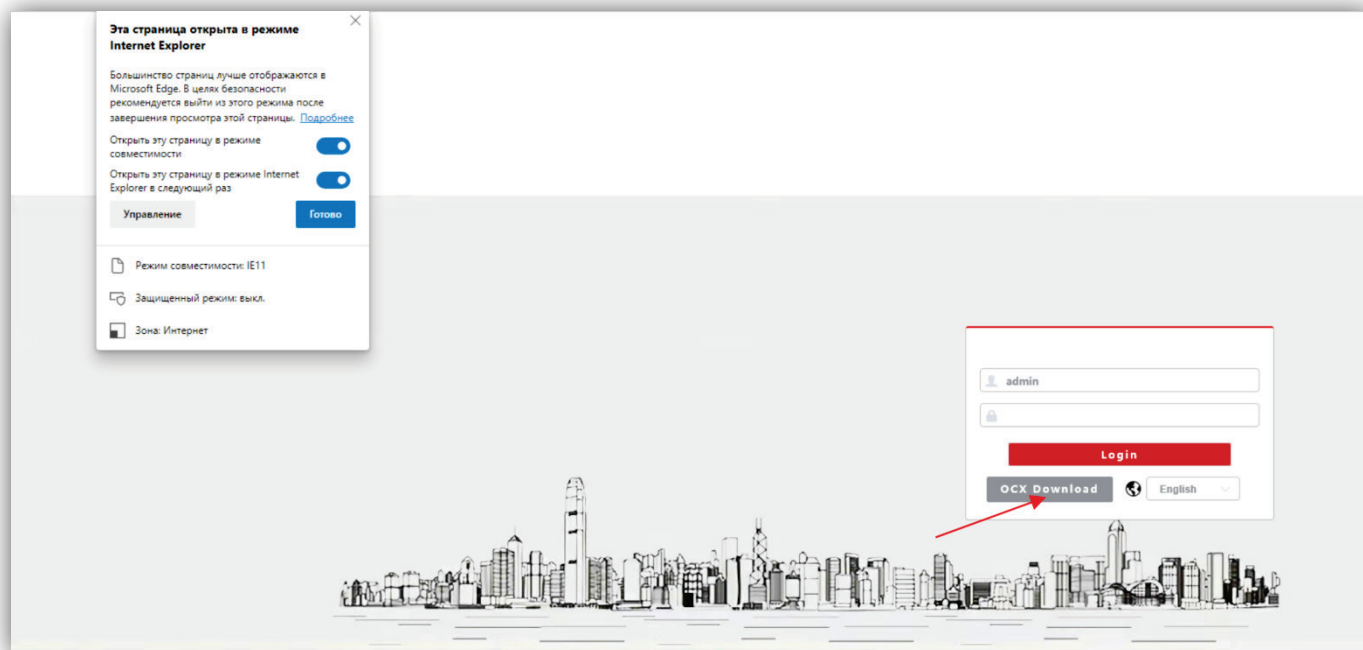 Эта страница открыта в режиме
Internet Explorer
Большинство страниц лучше отображаются в
Microsoft Edge. В целях безопасности
рекомендуется выйти из этого режима после
завершения просмотра этой страницы. Подробнее
Открыть эту страницу в режиме
совместимости
Открыть эту страницу в режиме Internet
Explorer в следующий раз
Управление
Готово
Режим совместимости: IE11
Защищенный режим: выкл.
Зона: Интернет
admin
Login
OCX Download
English